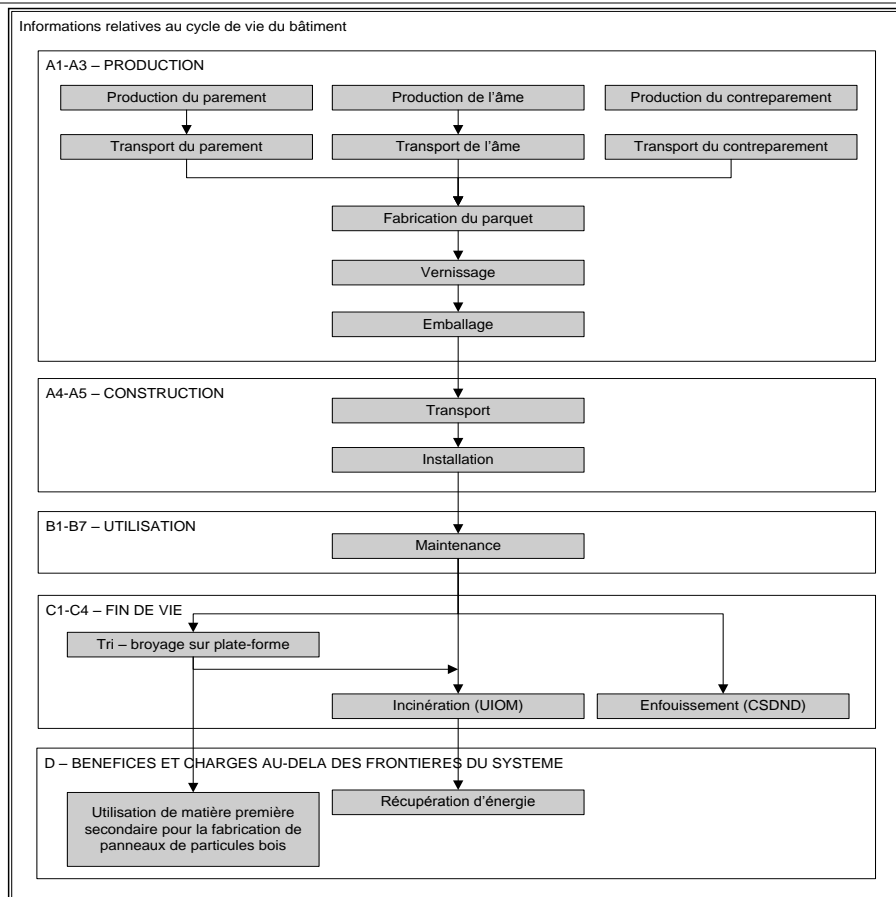 Informations relatives au cycle de vie du bâtiment
A1-A3 – PRODUCTION
Production du parement
Production de l'âme
Production du contreparement
Transport du parement
Transport de l'âme
Transport du contreparement
Fabrication du parquet
Vernissage
Emballage
A4-A5 – CONSTRUCTION
Transport
Installation
B1-B7 – UTILISATION
Maintenance
C1-C4 – FIN DE VIE
Tri – broyage sur plate-forme
Incinération (UIOM)
Enfouissement (CSDND)
D – BENEFICES ET CHARGES AU-DELA DES FRONTIERES DU SYSTEME
Utilisation de matière première
secondaire pour la fabrication de
panneaux de particules bois
Récupération d'énergie